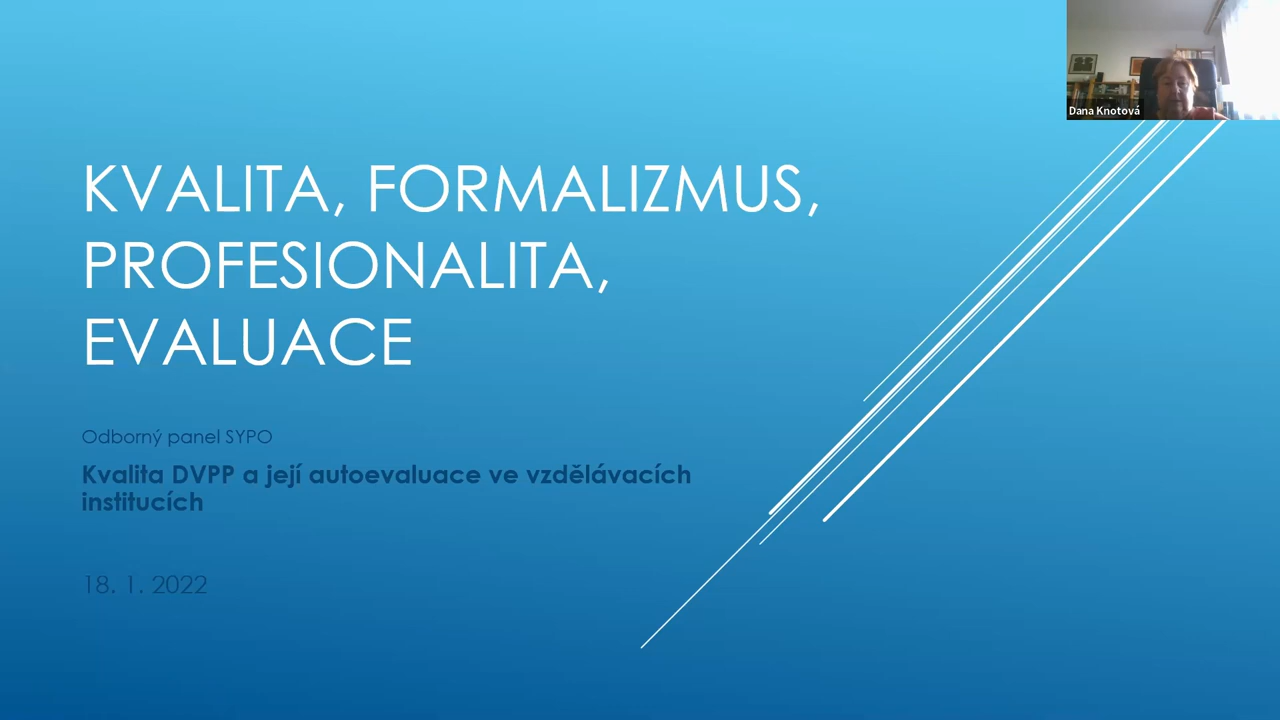 Dana Knotová
KVALITA, FORMALIZMUS,
PROFESIONALITA,
EVALUACE
Odborný panel SYPO
Kvalita DVPP a její autoevaluace ve vzdělávacích
institucích
18. 1. 2022